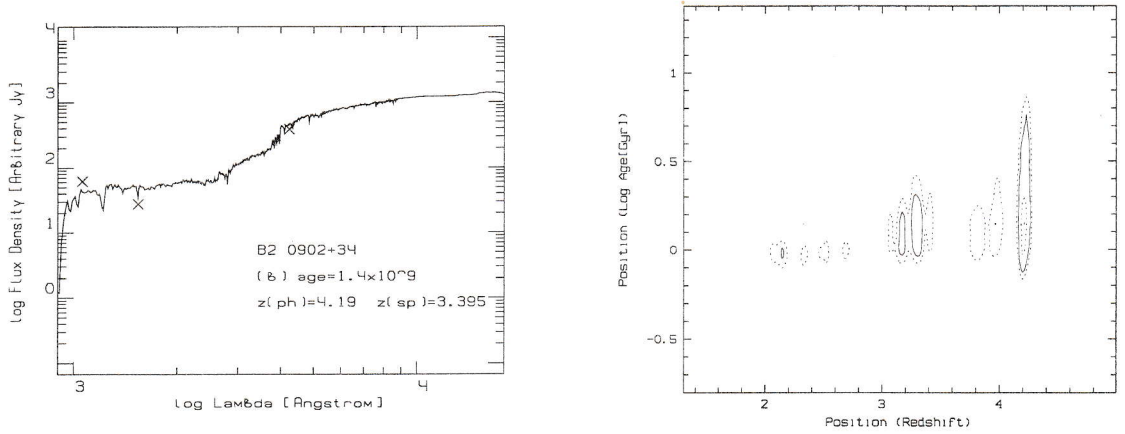 4
3
2
1
0
log Flux Density [Arbitrary Jy]
B2 0902+34
(B) age=1.4x10^9
z(ph)=4.19 z(sp)=3.395
3 4
log Lambda [Angstrom]
1
0.5
0
-0.5
Position (Log Age[Gyr])
2 3 4
Position (Redshift)